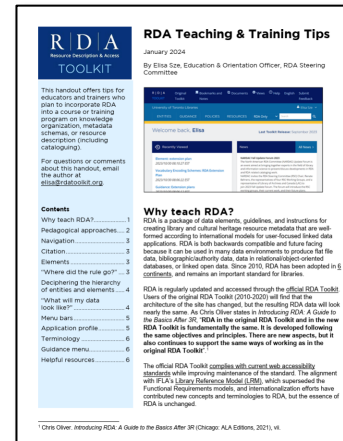 R|D|A
Resource Description & Access
TOOLKIT
This handout offers tips for
educators and trainers who
plan to incorporate RDA
into a course or training
program on knowledge
organization, metadata
schemas, or resource
description (including
cataloguing).
For questions or comments
about this handout, email
the author at
elisa@rdatoolkit.org.
Contents
Why teach RDA?............ 1
Pedagogical approaches..... 2
Navigation..................... 3
Citation......................... 3
Elements....................... 3
"Where did the rule go?" ... 3
Deciphering the hierarchy
of entities and elements..... 4
"What will my data
look like?" ..................... 4
Menu bars..................... 5
Application profile........... 5
Terminology .................. 6
Guidance menu.............. 6
Helpful resources ........... 6
RDA Teaching & Training Tips
January 2024
By Elisa Sze, Education & Orientation Officer, RDA Steering
Committee
RDA
ENTITIES GUIDANCE POLICIES RESOURCES
Welcome back, Elisa
Recently Viewed
Why teach RDA?
RDA is a package of data elements, guidelines, and instructions for
creating library and cultural heritage resource metadata that are well-
formed according to international models for user-focused linked data
applications. RDA is both backwards compatible and future facing
because it can be used in many data environments to produce flat file
data, bibliographic/authority data, data in relational/object-oriented
databases, or linked open data. Since 2010, RDA has been adopted in 6
continents, and remains an important standard for libraries.
RDA is regularly updated and accessed through the official RDA Toolkit.
Users of the original RDA Toolkit (2010-2020) will find that the
architecture of the site has changed, but the resulting RDA data will look
nearly the same. As Chris Oliver states in Introducing RDA: A Guide to
the Basics After 3R, "RDA in the original RDA Toolkit and in the new
RDA Toolkit is fundamentally the same. It is developed following
the same objectives and principles. There are new aspects, but it
also continues to support the same ways of working as in the
original RDA Toolkit".1
The official RDA Toolkit complies with current web accessibility
standards while improving maintenance of the standard. The alignment
with IFLA's Library Reference Model (LRM), which superseded the
Functional Requirements models, and internationalization efforts have
contributed new concepts and terminologies to RDA, but the essence of
RDA is unchanged.
1 Chris Oliver, Introducing RDA: A Guide to the Basics After 3R (Chicago: ALA Editions, 2021), vii.